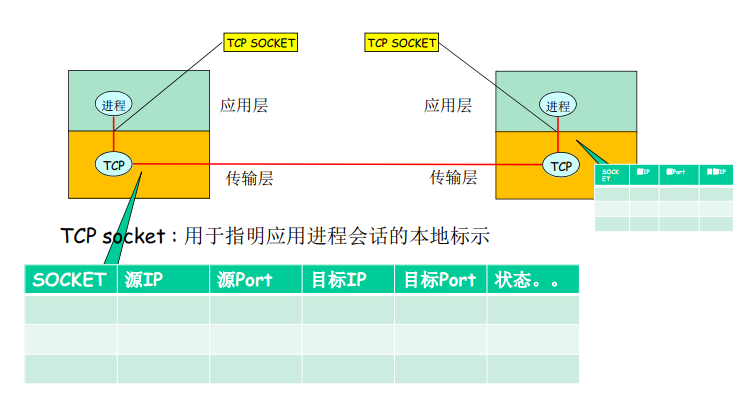 TCP SOCKET
TCP SOCKET
进程
应用层
应用层
进程
TCP
传输层
传输层
TCP
SOCKET 源IP 源Port 目标IP
TCP socket：用于指明应用进程会话的本地标示
SOCKET 源IP 源Port 目标IP 目标Port 状态。。